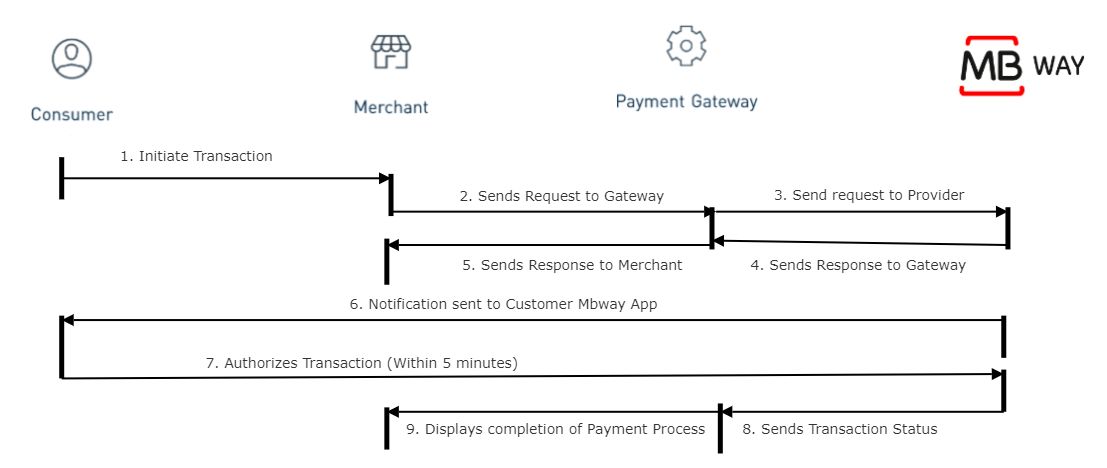 Consumer
Merchant
Payment Gateway
MB WAY
1. Initiate Transaction
2. Sends Request to Gateway
3. Send request to Provider
5. Sends Response to Merchant
4. Sends Response to Gateway
6. Notification sent to Customer Mbway App
7. Authorizes Transaction (Within 5 minutes)
9. Displays completion of Payment Process
8. Sends Transaction Status